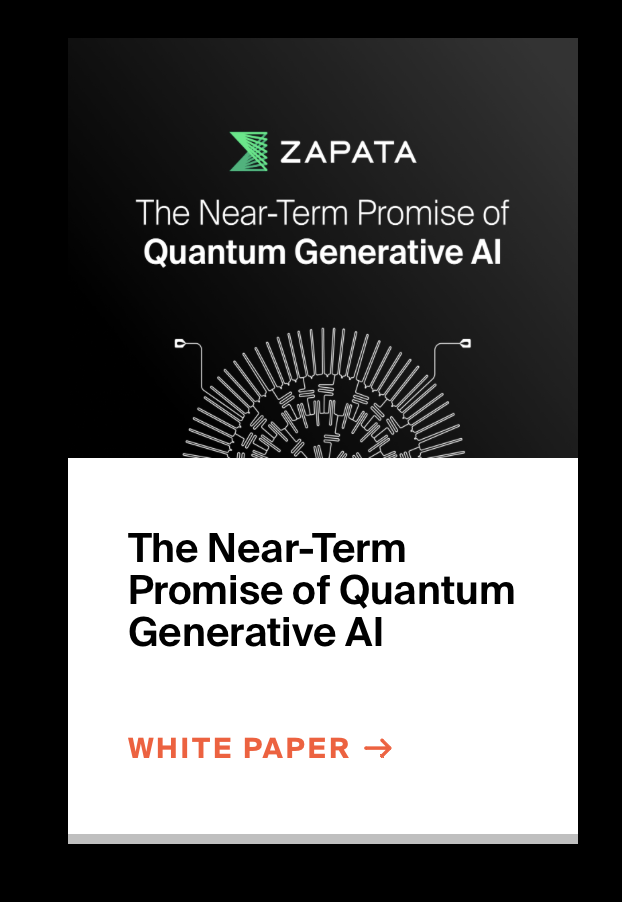 ZAPATA
The Near-Term Promise of
Quantum Generative AI
The Near-Term
Promise of Quantum
Generative AI
WHITE PAPER →